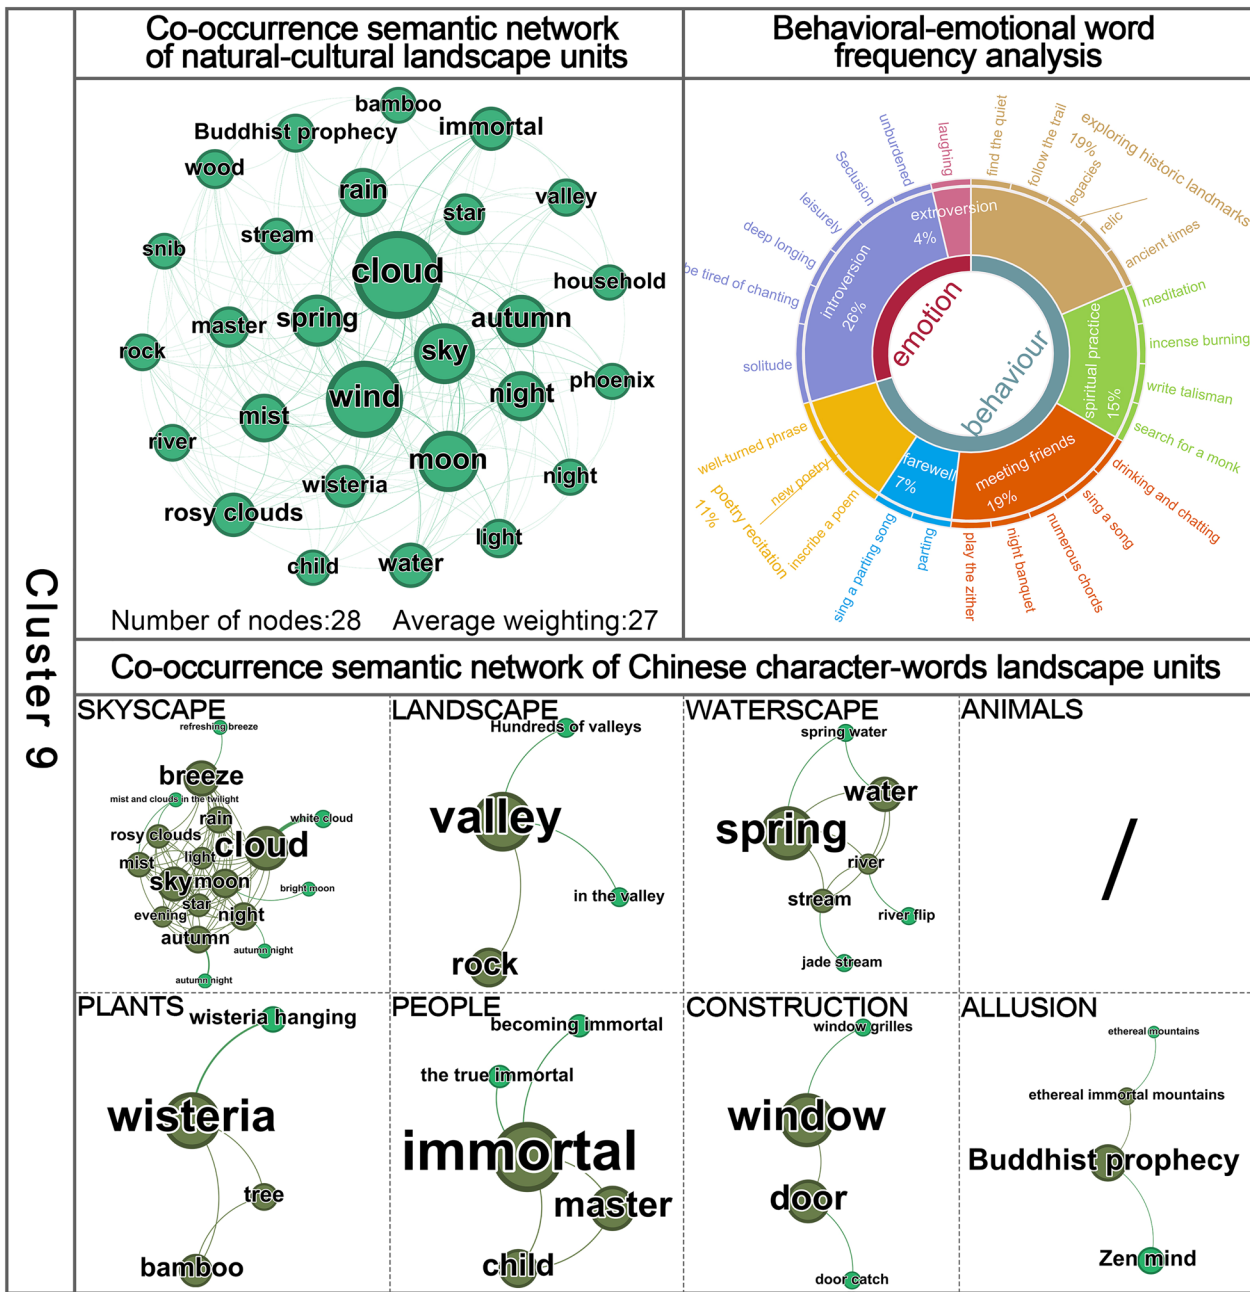 Cluster 9
Co-occurrence semantic network
of natural-cultural landscape units
bamboo
Buddhist prophecy
immortal
wood
rain
star
valley
snib
stream
cloud
household
master
spring
autumn
rock
sky
phoenix
wind
night
mist
river
moon
wisteria
night
rosy clouds
light
child
water
Number of nodes:28
Average weighting:27
Behavioral-emotional word
frequency analysis
emotion
behaviour
extroversion
4%
laughing
introversion
26%
unburdened
Seclusion
leisurely
deep longing
be tired of chanting
solitude
exploring historic landmarks
19%
find the quiet
follow the trail
legacies
relic
ancient times
spiritual practice
15%
meditation
incense burning
write talisman
search for a monk
meeting friends
19%
drinking and chatting
sing a song
numerous chords
night banquet
play the zither
farewell
7%
parting
sing a parting song
poetry recitation
11%
inscribe a poem
new poetry
well-turned phrase
Co-occurrence semantic network of Chinese character-words landscape units
SKYSCAPE
refreshing breeze
breeze
mist and clouds in the twilight
rain
white cloud
rosy clouds
cloud
light
mist
sky
moon
bright moon
star
evening
night
autumn
autumn night
autumn night
LANDSCAPE
Hundreds of valleys
valley
in the valley
rock
WATERSCAPE
spring water
water
spring
river
stream
river flip
jade stream
ANIMALS
/
PLANTS
wisteria hanging
wisteria
tree
bamboo
PEOPLE
becoming immortal
the true immortal
immortal
master
child
CONSTRUCTION
window grilles
window
door
door catch
ALLUSION
ethereal mountains
ethereal immortal mountains
Buddhist prophecy
Zen mind